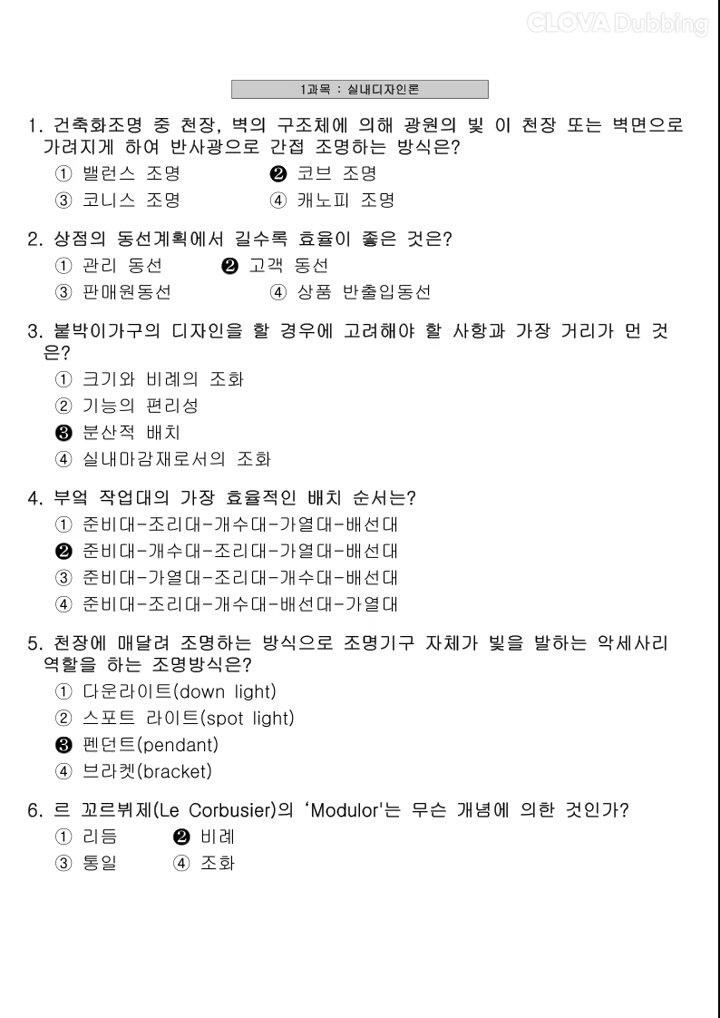 CLOVA Dubbing
1과목 : 실내디자인론
1. 건축화조명 중 천장, 벽의 구조체에 의해 광원의 빛 이 천장 또는 벽면으로
가려지게 하여 반사광으로 간접 조명하는 방식은?
① 밸런스 조명 ❷ 코브 조명
③ 코니스 조명 ④ 캐노피 조명
2. 상점의 동선계획에서 길수록 효율이 좋은 것은?
① 관리 동선 ❷ 고객 동선
③ 판매원동선 ④ 상품 반출입동선
3. 붙박이가구의 디자인을 할 경우에 고려해야 할 사항과 가장 거리가 먼 것
은?
① 크기와 비례의 조화
② 기능의 편리성
❸ 분산적 배치
④ 실내마감재로서의 조화
4. 부엌 작업대의 가장 효율적인 배치 순서는?
① 준비대-조리대-개수대-가열대-배선대
❷ 준비대-개수대-조리대-가열대-배선대
③ 준비대-가열대-조리대-개수대-배선대
④ 준비대-조리대-개수대-배선대-가열대
5. 천장에 매달려 조명하는 방식으로 조명기구 자체가 빛을 발하는 악세사리
역할을 하는 조명방식은?
① 다운라이트(down light)
② 스포트 라이트(spot light)
❸ 펜던트(pendant)
④ 브라켓(bracket)
6. 르 꼬르뷔제(Le Corbusier)의 ‘Modulor'는 무슨 개념에 의한 것인가?
① 리듬 ❷ 비례
③ 통일 ④ 조화